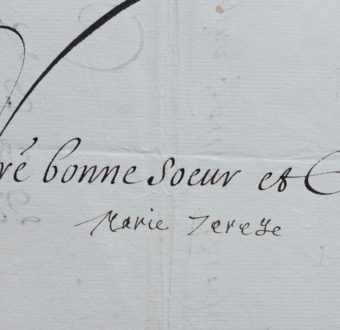 ré bonne Soeur et C
Marie Terese